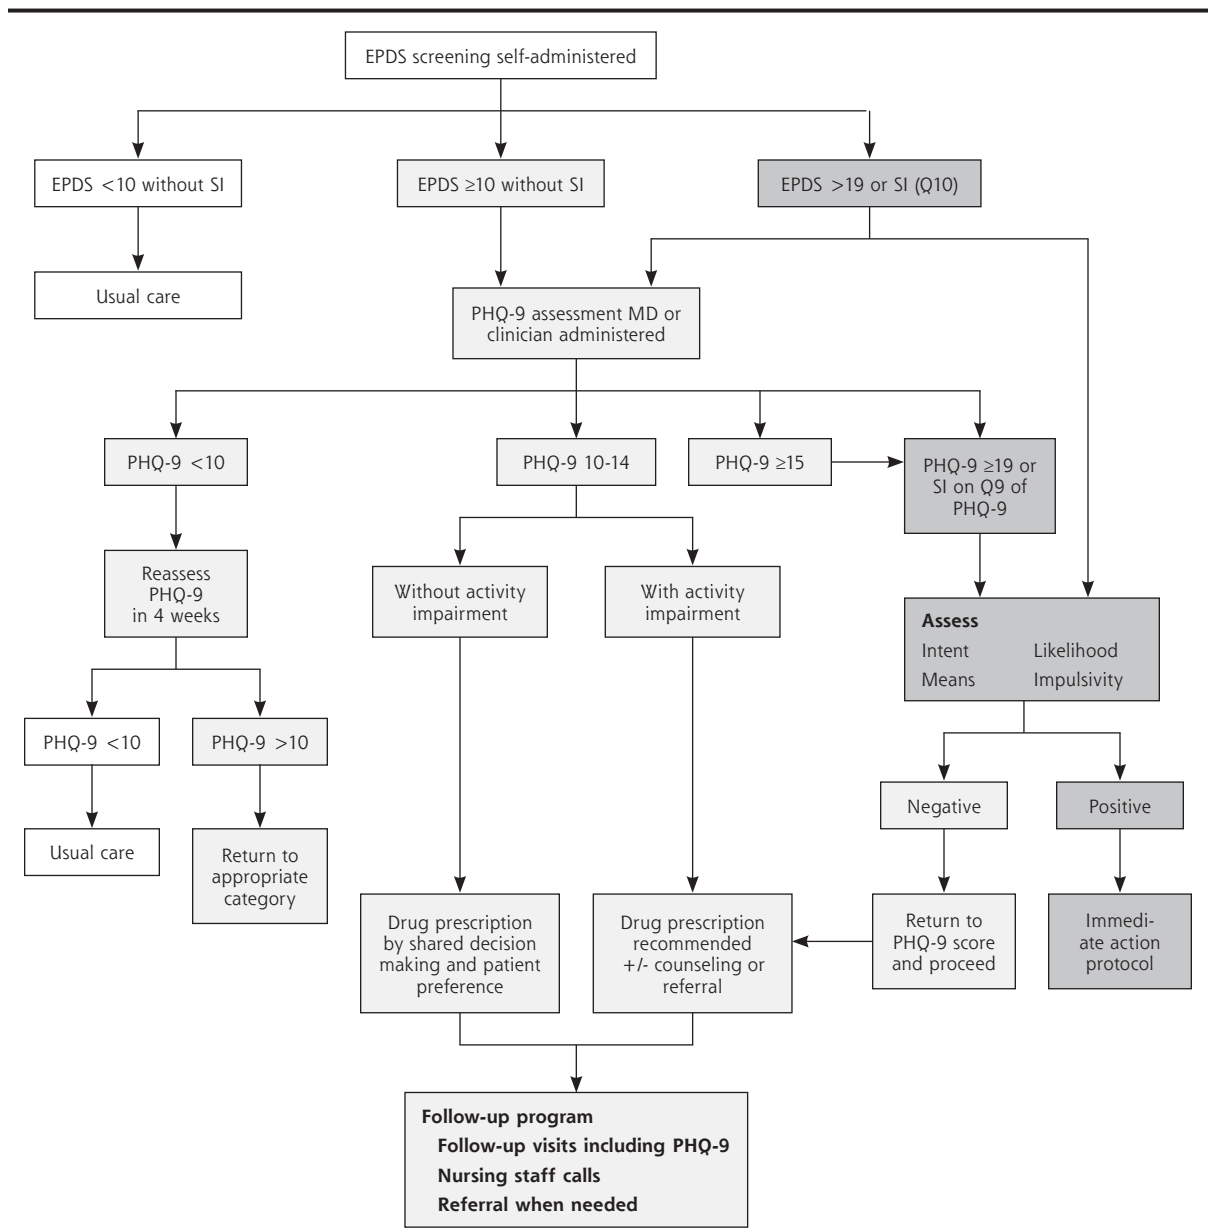 EPDS screening self-administered
EPDS <10 without SI
EPDS ≥10 without SI
EPDS >19 or SI (Q10)
Usual care
PHQ-9 assessment MD or
clinician administered
PHQ-9 <10
PHQ-9 10-14
PHQ-9 ≥15
PHQ-9 ≥19 or
SI on Q9 of
PHQ-9
Reassess
PHQ-9
in 4 weeks
Without activity
impairment
With activity
impairment
Assess
Intent
Likelihood
Means
Impulsivity
PHQ-9 <10
PHQ-9 >10
Negative
Positive
Usual care
Return to
appropriate
category
Drug prescription
by shared decision
making and patient
preference
Drug prescription
recommended
+/- counseling or
referral
Return to
PHQ-9 score
and proceed
Immedi-
ate action
protocol
Follow-up program
Follow-up visits including PHQ-9
Nursing staff calls
Referral when needed